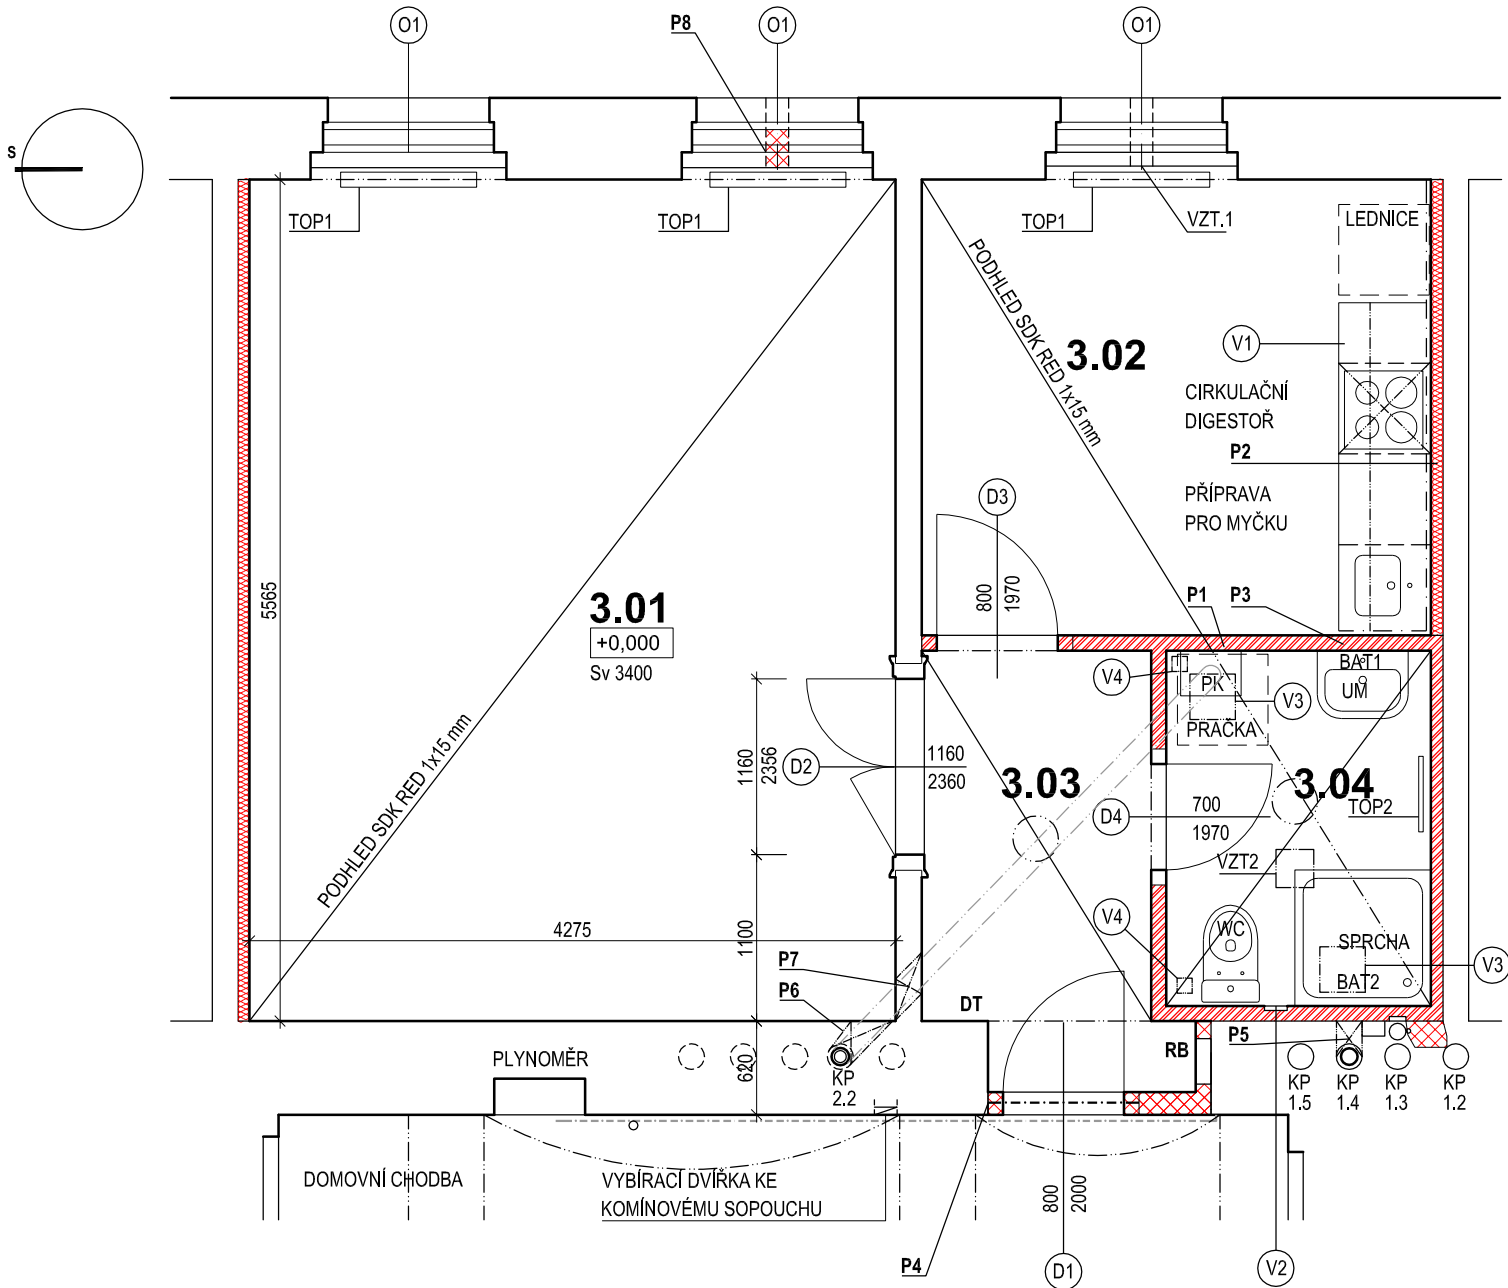 O1
P8
O1
O1
S
TOP1
TOP1
TOP1
VZT.1
LEDNICE
PODHLED SDK RED 1x15 mm
3.02
V1
CIRKULAČNÍ
DIGESTOŘ
P2
PŘÍPRAVA
PRO MYČKU
D3
800
1970
5565
3.01
+0,000
Sv 3400
P1
P3
V4
PK
V3
PRAČKA
BAT1
UM
PODHLED SDK RED 1x15 mm
1160
2356
D2
1160
2360
3.03
3.04
D4
700
1970
TOP2
VZT2
4275
1100
V4
WC
SPRCHA
BAT2
V3
P7
P6
DT
RB
P5
PLYNOMĚR
620
KP
2.2
KP
1.5
KP
1.4
KP
1.3
KP
1.2
DOMOVNÍ CHODBA
VYBÍRACÍ DVÍŘKA KE
KOMÍNOVÉMU SOPOUCHU
800
2000
P4
D1
V2